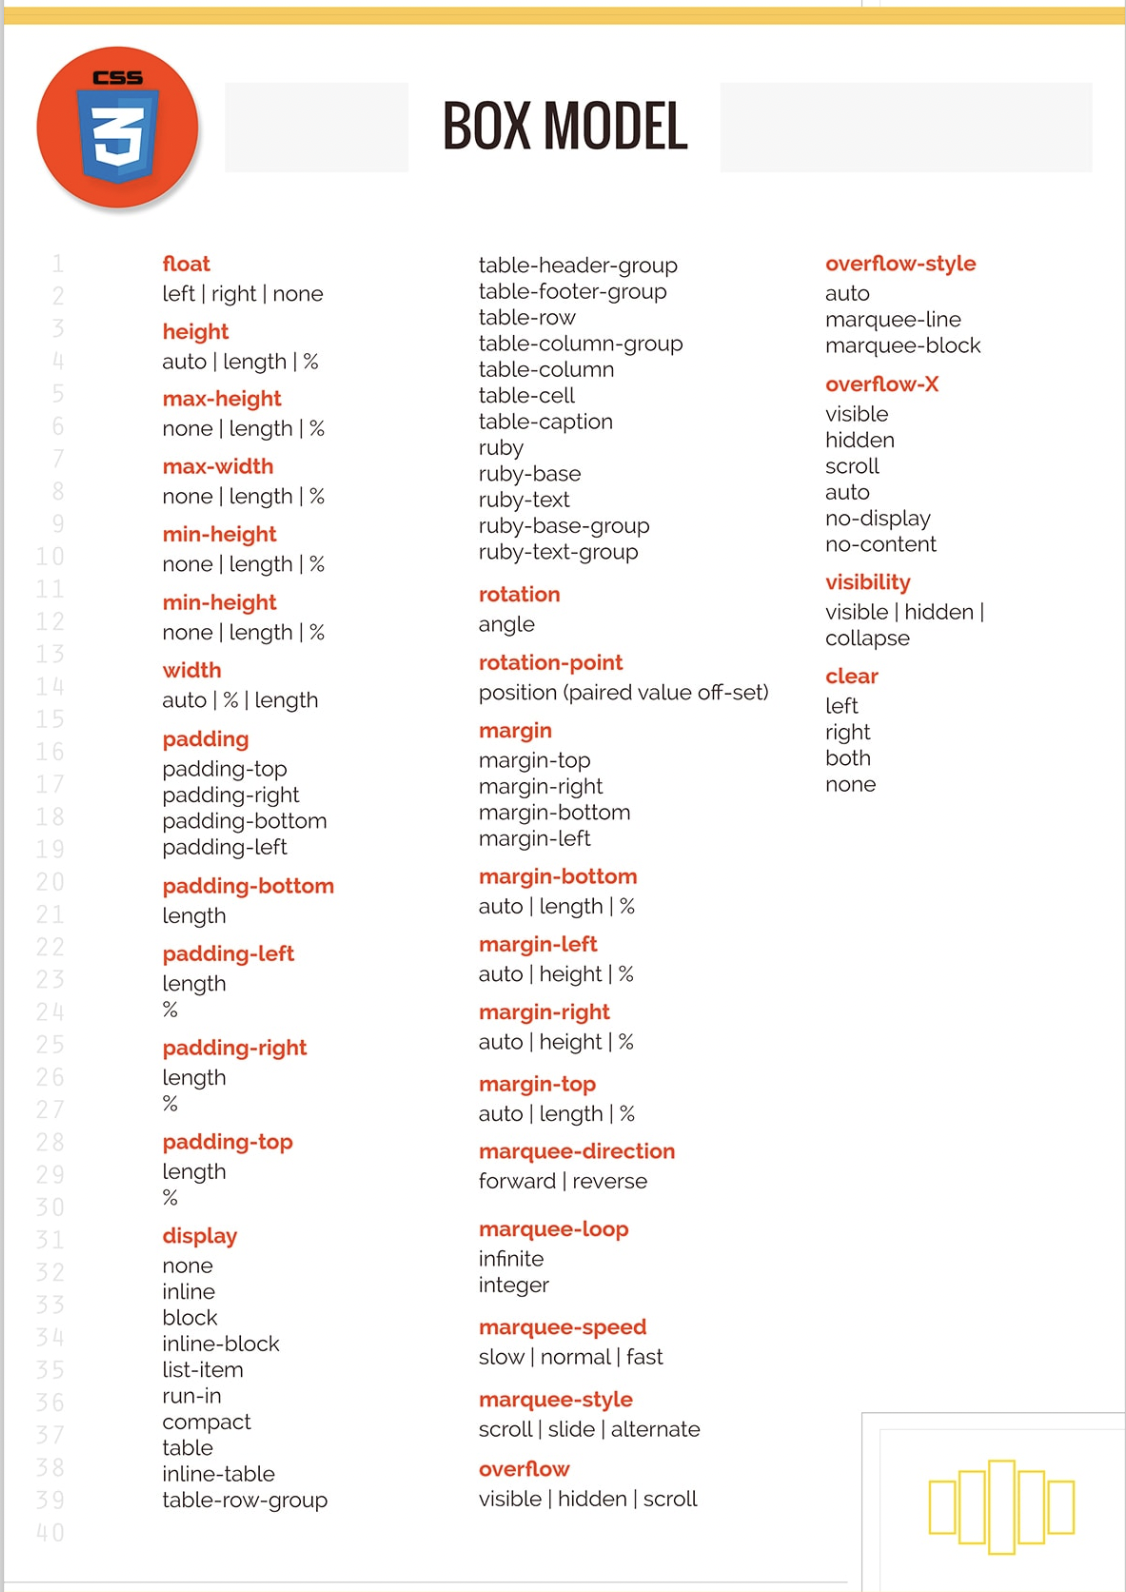 CSS
3
BOX MODEL
1
2
3
4
5
6
7
8
9
10
11
12
13
14
15
16
17
18
19
20
21
22
23
24
25
26
27
28
29
30
31
32
33
34
35
36
37
38
39
40
float
left | right | none
height
auto | length | %
max-height
none | length | %
max-width
none | length | %
min-height
none | length | %
min-height
none | length | %
width
auto | % | length
padding
padding-top
padding-right
padding-bottom
padding-left
padding-bottom
length
padding-left
length
%
padding-right
length
%
padding-top
length
%
display
none
inline
block
inline-block
list-item
run-in
compact
table
inline-table
table-row-group
table-header-group
table-footer-group
table-row
table-column-group
table-column
table-cell
table-caption
ruby
ruby-base
ruby-text
ruby-base-group
ruby-text-group
rotation
angle
rotation-point
position (paired value off-set)
margin
margin-top
margin-right
margin-bottom
margin-left
margin-bottom
auto | length | %
margin-left
auto | height | %
margin-right
auto | height | %
margin-top
auto | length | %
marquee-direction
forward | reverse
marquee-loop
infinite
integer
marquee-speed
slow | normal | fast
marquee-style
scroll | slide | alternate
overflow
visible | hidden | scroll
overflow-style
auto
marquee-line
marquee-block
overflow-X
visible
hidden
scroll
auto
no-display
no-content
visibility
visible | hidden |
collapse
clear
left
right
both
none